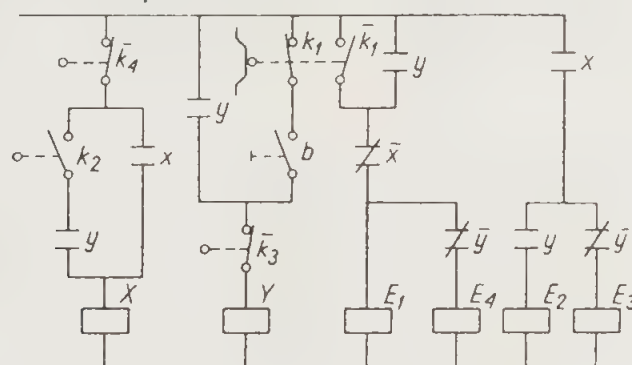 k̄₄
k₁
k̄₁
y
x
y
k₂
x
b
x̄
y
k̄₃
ȳ
y
ȳ
X
Y
E₁
E₄
E₂
E₃